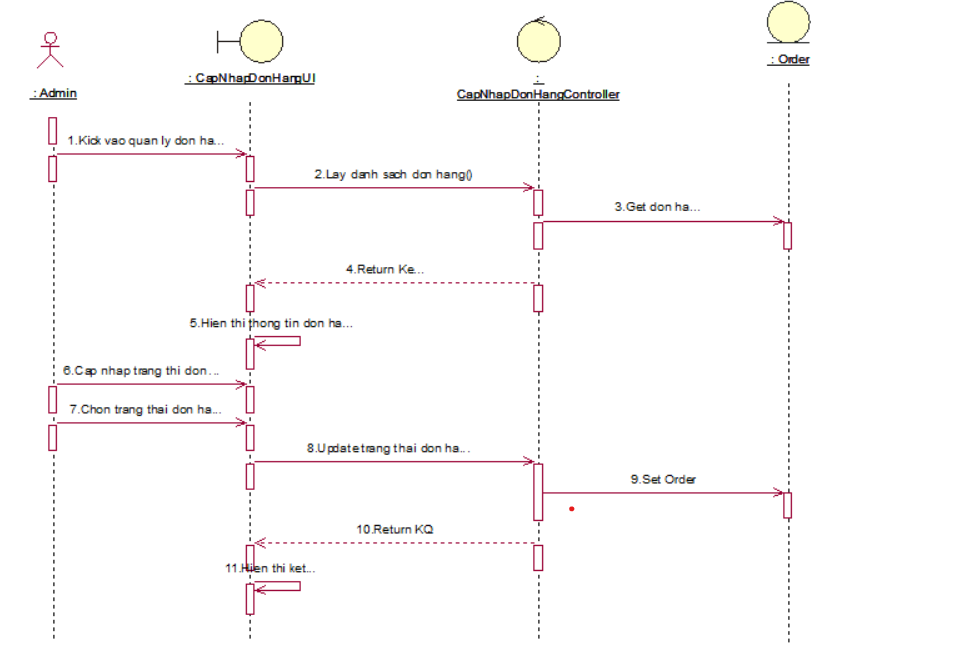 : Admin
: CapNhapDonHangUI
:
CapNhapDonHangController
: Order
1.Kick vao quan ly don ha...
2.Lay danh sach don hang()
3.Get don ha...
4.Return Ke...
5.Hien thi thong tin don ha...
6.Cap nhap trang thi don ...
7.Chon trang thai don ha...
8.Update trang thai don ha...
9.Set Order
10.Return KQ
11.Hien thi ket...